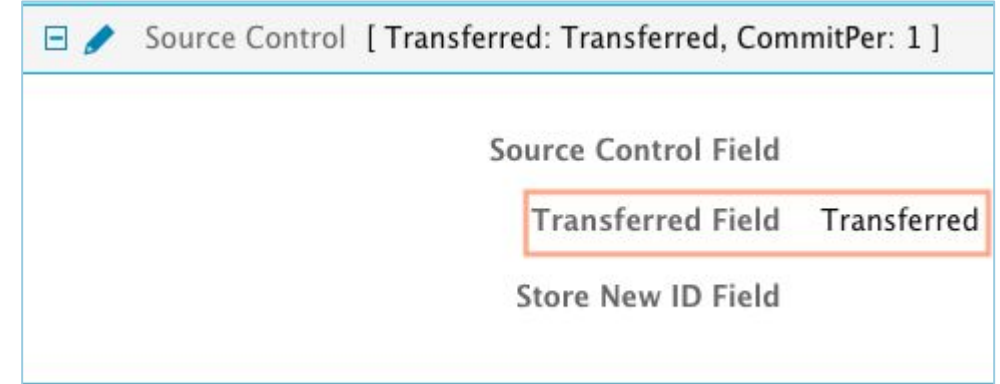 Source Control [ Transferred: Transferred, CommitPer: 1 ]
Source Control Field
Transferred Field Transferred
Store New ID Field